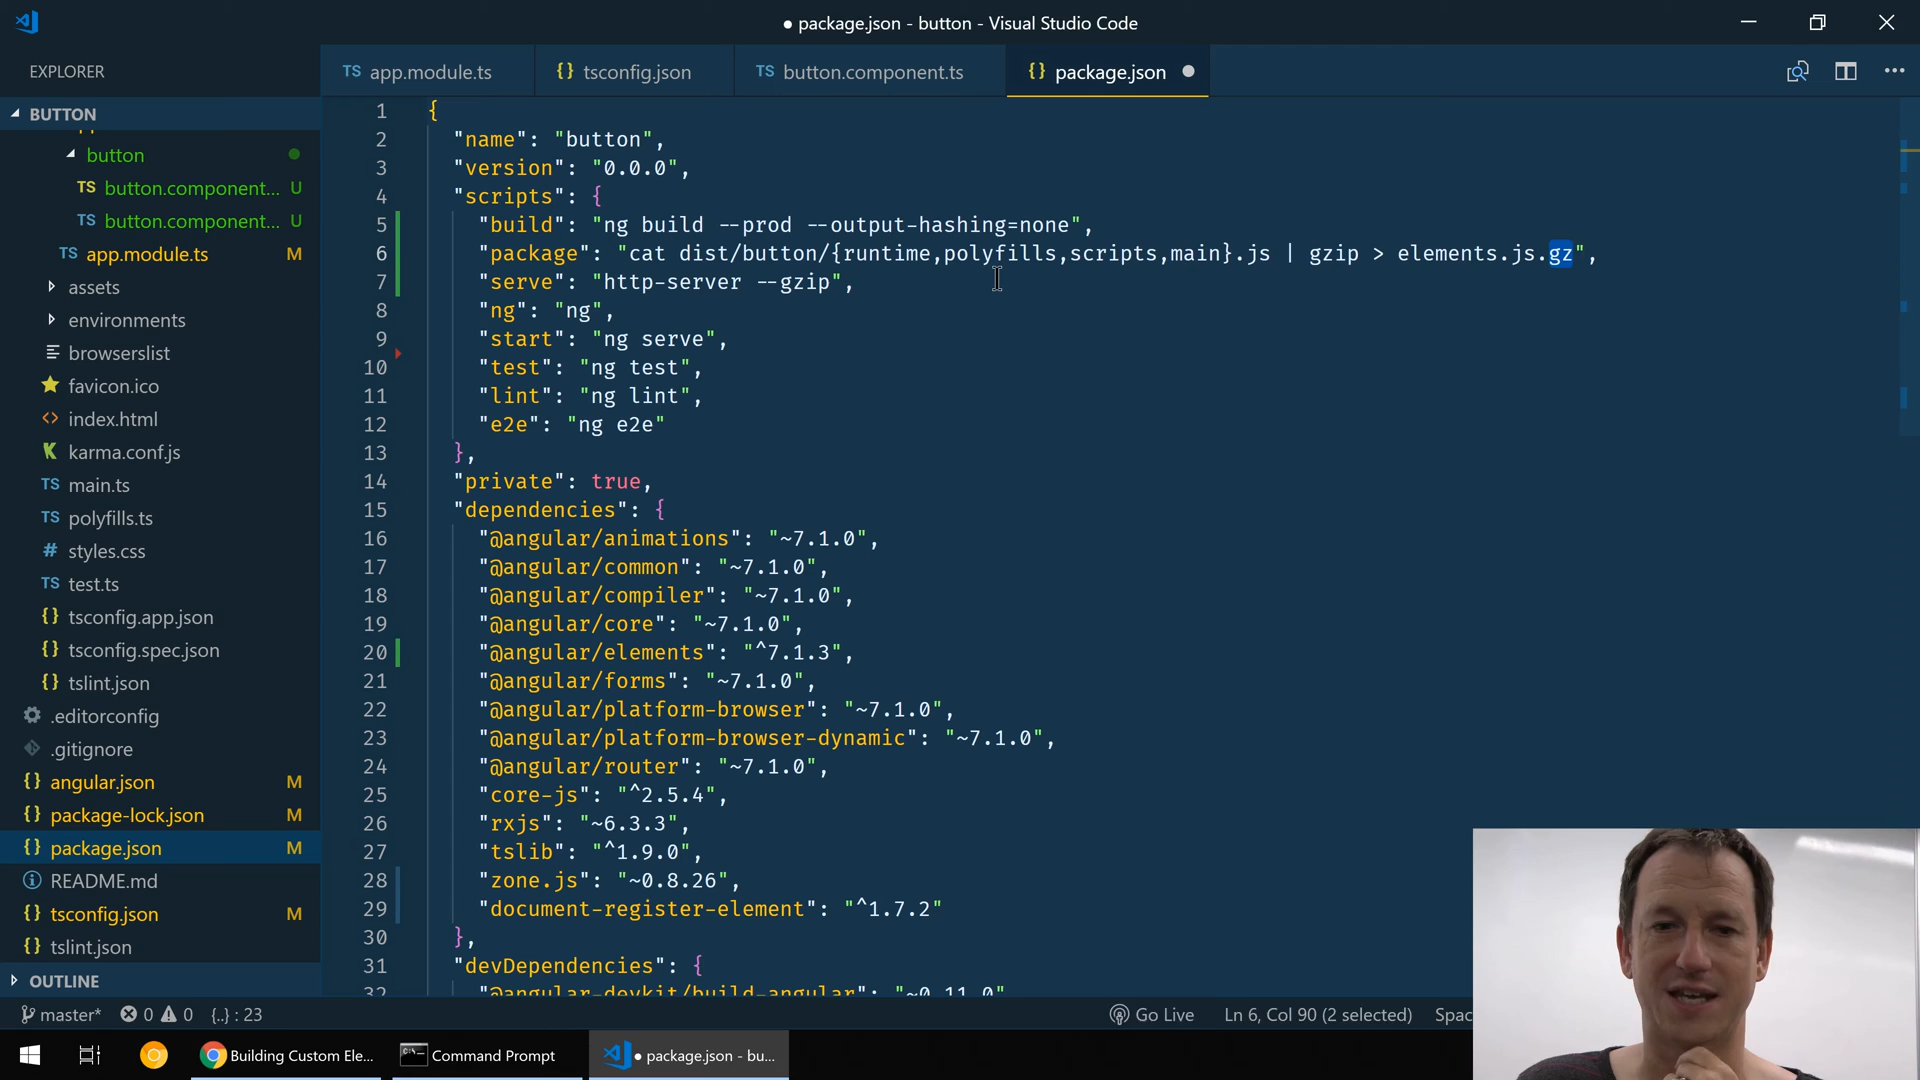 ● package.json - button - Visual Studio Code
EXPLORER
TS app.module.ts
{} tsconfig.json
TS button.component.ts
{} package.json
BUTTON
button
TS button.component... U
TS button.component... U
TS app.module.ts M
assets
environments
browserslist
favicon.ico
<> index.html
karma.conf.js
TS main.ts
TS polyfills.ts
# styles.css
TS test.ts
{} tsconfig.app.json
{} tsconfig.spec.json
{} tslint.json
.editorconfig
.gitignore
{} angular.json M
{} package-lock.json M
{} package.json M
README.md
{} tsconfig.json M
{} tslint.json
OUTLINE
1 {
2 "name": "button",
3 "version": "0.0.0",
4 "scripts": {
5 "build": "ng build --prod --output-hashing=none",
6 "package": "cat dist/button/{runtime,polyfills,scripts,main}.js | gzip > elements.js.gz",
7 "serve": "http-server --gzip",
8 "ng": "ng",
9 "start": "ng serve",
10 "test": "ng test",
11 "lint": "ng lint",
12 "e2e": "ng e2e"
13 },
14 "private": true,
15 "dependencies": {
16 "@angular/animations": "~7.1.0",
17 "@angular/common": "~7.1.0",
18 "@angular/compiler": "~7.1.0",
19 "@angular/core": "~7.1.0",
20 "@angular/elements": "^7.1.3",
21 "@angular/forms": "~7.1.0",
22 "@angular/platform-browser": "~7.1.0",
23 "@angular/platform-browser-dynamic": "~7.1.0",
24 "@angular/router": "~7.1.0",
25 "core-js": "^2.5.4",
26 "rxjs": "~6.3.3",
27 "tslib": "^1.9.0",
28 "zone.js": "~0.8.26",
29 "document-register-element": "^1.7.2"
30 },
31 "devDependencies": {
32 "@angular-devkit/build-angular": "~0.11.0"
master* 0 0 {..} : 23
Go Live
Ln 6, Col 90 (2 selected)
Spac
Building Custom Ele...
Command Prompt
● package.json - bu...